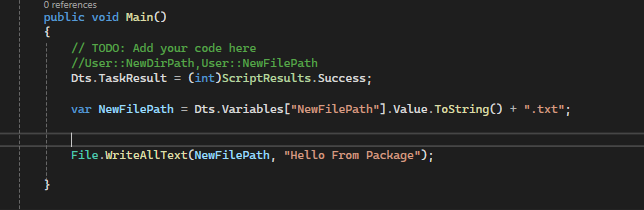 0 references
public void Main()
{
// TODO: Add your code here
//User::NewDirPath,User::NewFilePath
Dts.TaskResult = (int)ScriptResults.Success;
var NewFilePath = Dts.Variables["NewFilePath"].Value.ToString() + ".txt";
File.WriteAllText(NewFilePath, "Hello From Package");
}